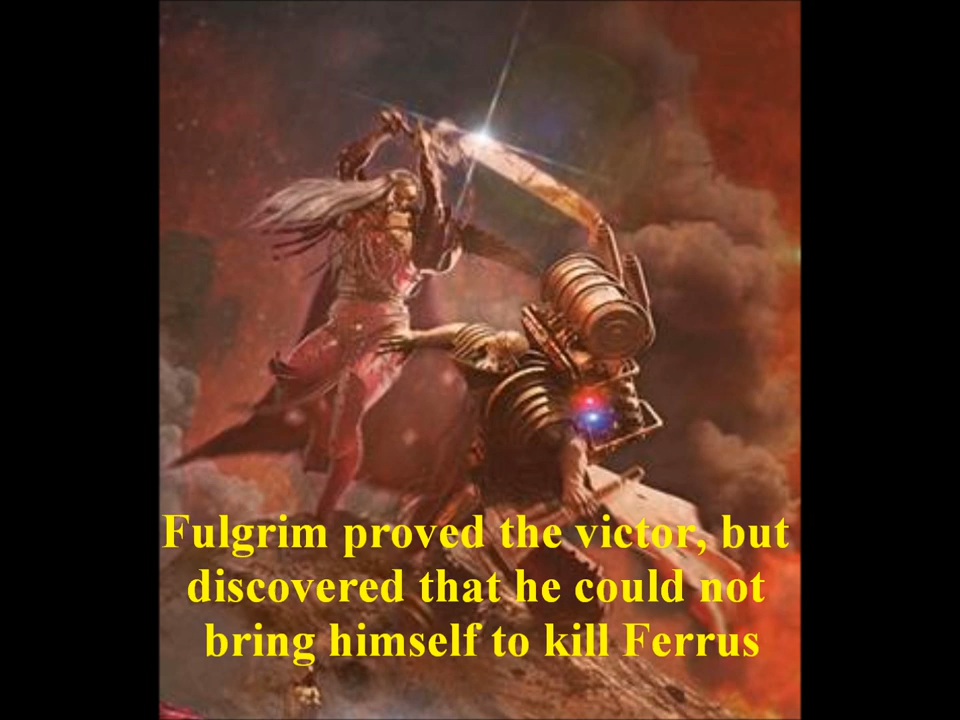 Fulgrim proved the victor, but
discovered that he could not
bring himself to kill Ferrus